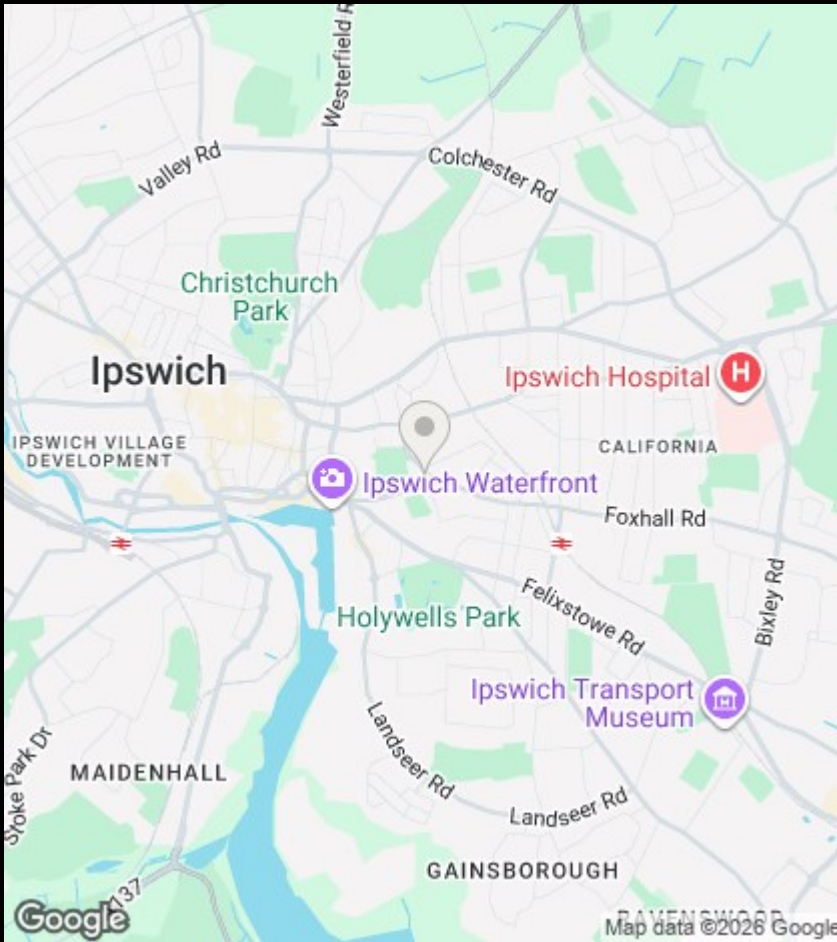 Westerfield R
Valley Rd
Colchester Rd
Christchurch
Park
Ipswich
Ipswich Hospital
H
IPSWICH VILLAGE
DEVELOPMENT
CALIFORNIA
Ipswich Waterfront
Foxhall Rd
Bixley Rd
Holywells Park
Felixstowe Rd
Ipswich Transport
Museum
Landseer Rd
Stoke Park Dr
MAIDENHALL
Landseer Rd
GAINSBOROUGH
137
RAVENSWOOD
Google
Map data ©2026 Google